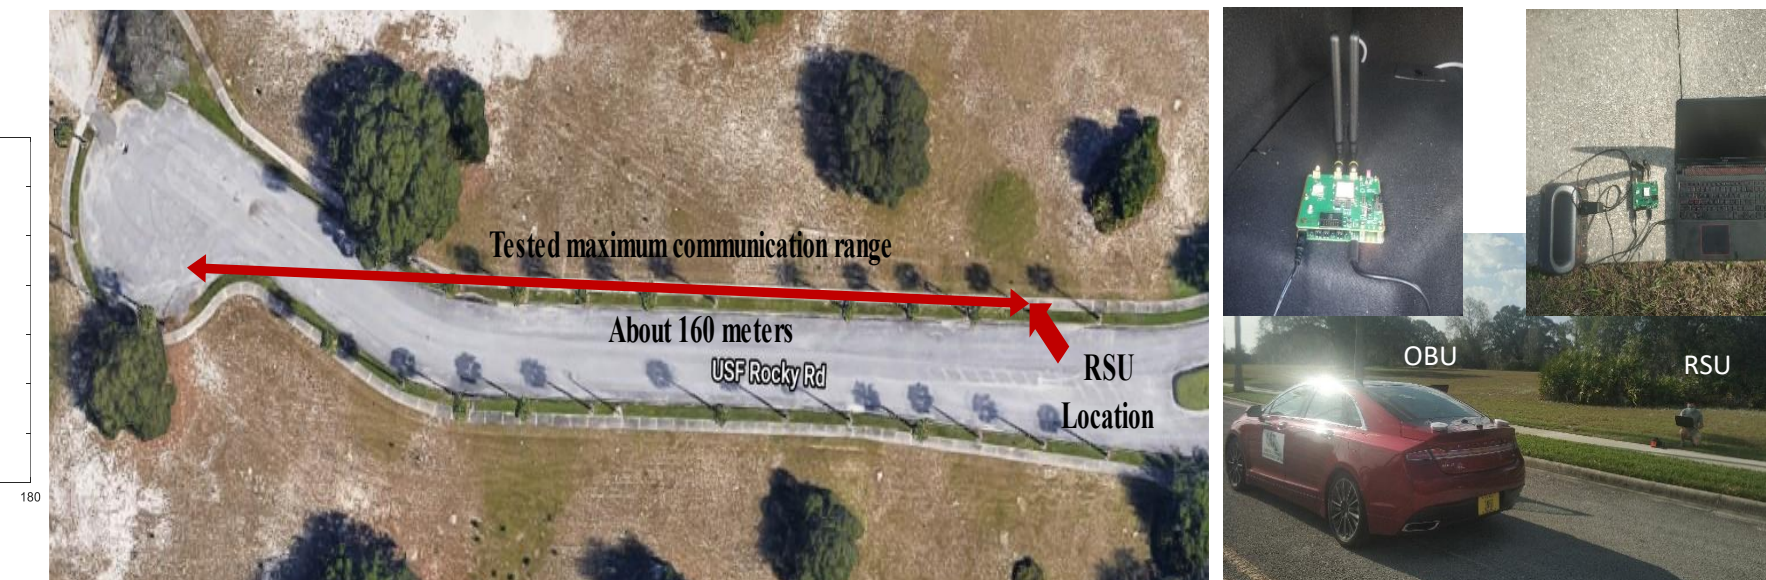 Tested maximum communication range
About 160 meters
USF Rocky Rd
RSU
Location
180
OBU
RSU